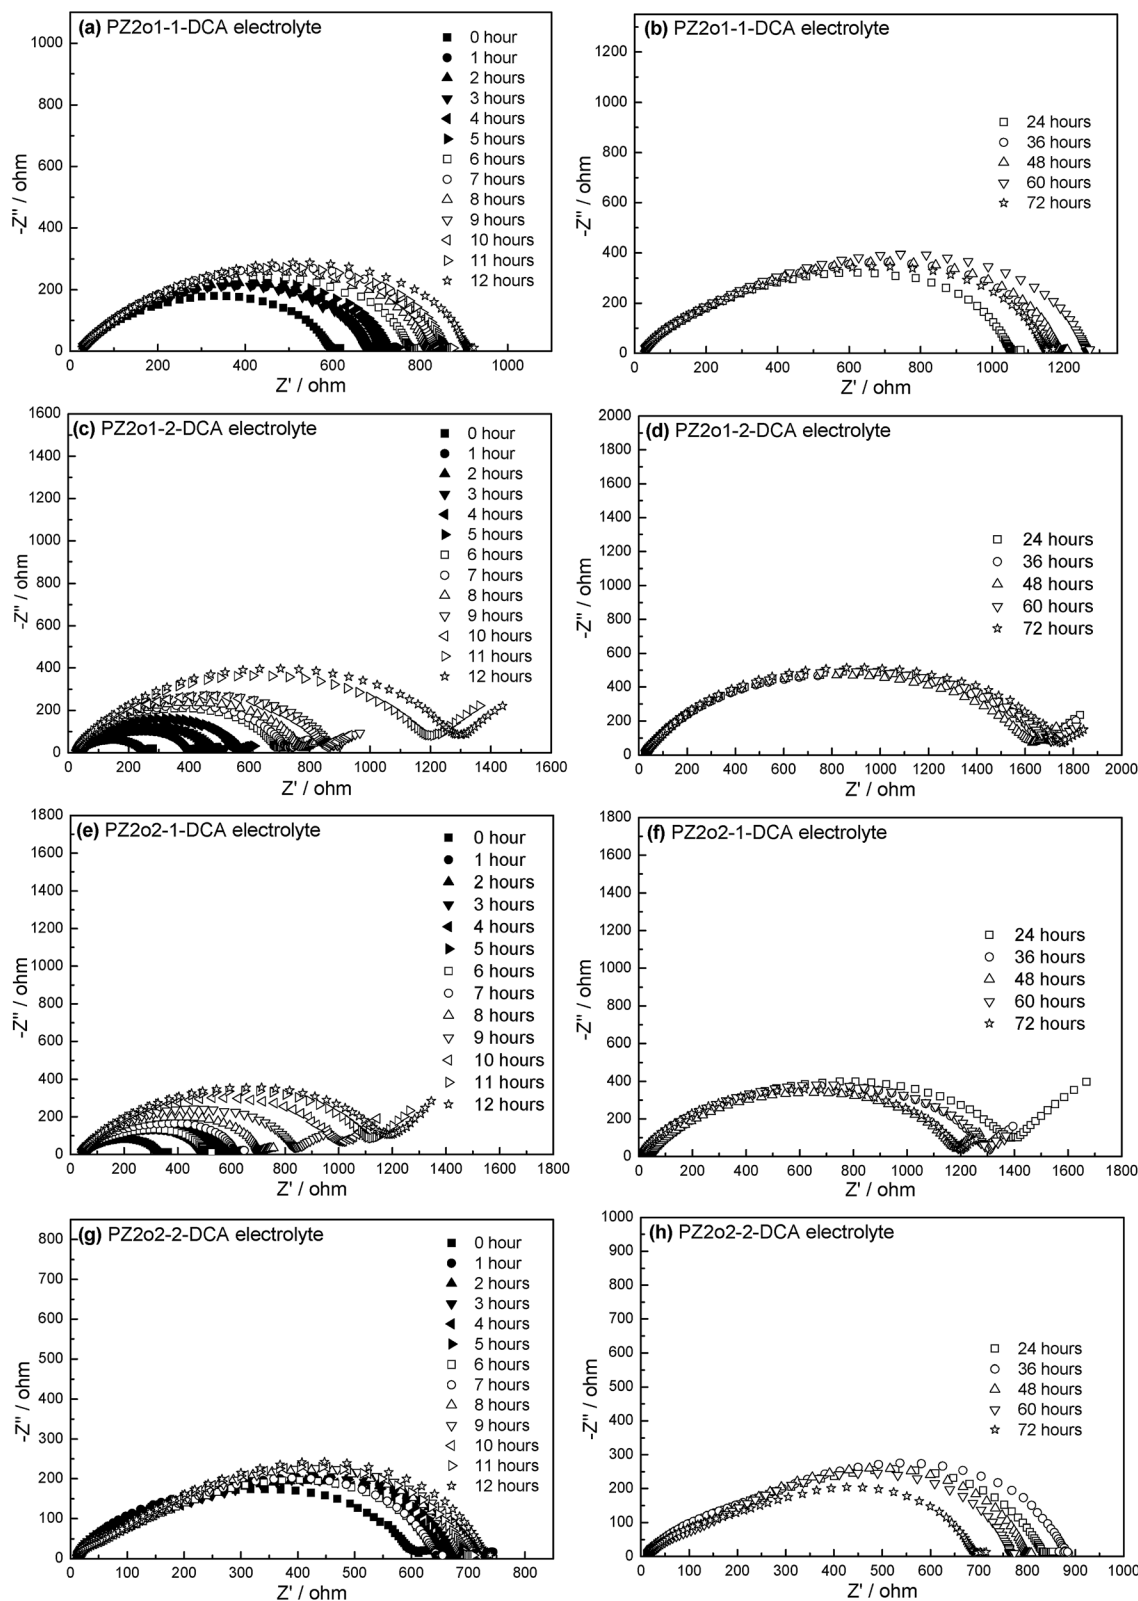 (a) PZ2o1-1-DCA electrolyte
0 hour
1 hour
2 hours
3 hours
4 hours
5 hours
6 hours
7 hours
8 hours
9 hours
10 hours
11 hours
12 hours
1000
800
600
400
200
0
-Z'' / ohm
0 200 400 600 800 1000
Z' / ohm
(b) PZ2o1-1-DCA electrolyte
24 hours
36 hours
48 hours
60 hours
72 hours
1200
1000
800
600
400
200
0
-Z'' / ohm
0 200 400 600 800 1000 1200
Z' / ohm
(c) PZ2o1-2-DCA electrolyte
0 hour
1 hour
2 hours
3 hours
4 hours
5 hours
6 hours
7 hours
8 hours
9 hours
10 hours
11 hours
12 hours
1600
1400
1200
1000
800
600
400
200
0
-Z'' / ohm
0 200 400 600 800 1000 1200 1400 1600
Z' / ohm
(d) PZ2o1-2-DCA electrolyte
24 hours
36 hours
48 hours
60 hours
72 hours
2000
1800
1600
1400
1200
1000
800
600
400
200
0
-Z'' / ohm
0 200 400 600 800 1000 1200 1400 1600 1800 2000
Z' / ohm
(e) PZ2o2-1-DCA electrolyte
0 hour
1 hour
2 hours
3 hours
4 hours
5 hours
6 hours
7 hours
8 hours
9 hours
10 hours
11 hours
12 hours
1800
1600
1400
1200
1000
800
600
400
200
0
-Z'' / ohm
0 200 400 600 800 1000 1200 1400 1600 1800
Z' / ohm
(f) PZ2o2-1-DCA electrolyte
24 hours
36 hours
48 hours
60 hours
72 hours
1800
1600
1400
1200
1000
800
600
400
200
0
-Z'' / ohm
0 200 400 600 800 1000 1200 1400 1600 1800
Z' / ohm
(g) PZ2o2-2-DCA electrolyte
0 hour
1 hour
2 hours
3 hours
4 hours
5 hours
6 hours
7 hours
8 hours
9 hours
10 hours
11 hours
12 hours
800
700
600
500
400
300
200
100
0
-Z'' / ohm
0 100 200 300 400 500 600 700 800
Z' / ohm
(h) PZ2o2-2-DCA electrolyte
24 hours
36 hours
48 hours
60 hours
72 hours
1000
900
800
700
600
500
400
300
200
100
0
-Z'' / ohm
0 100 200 300 400 500 600 700 800 900 1000
Z' / ohm